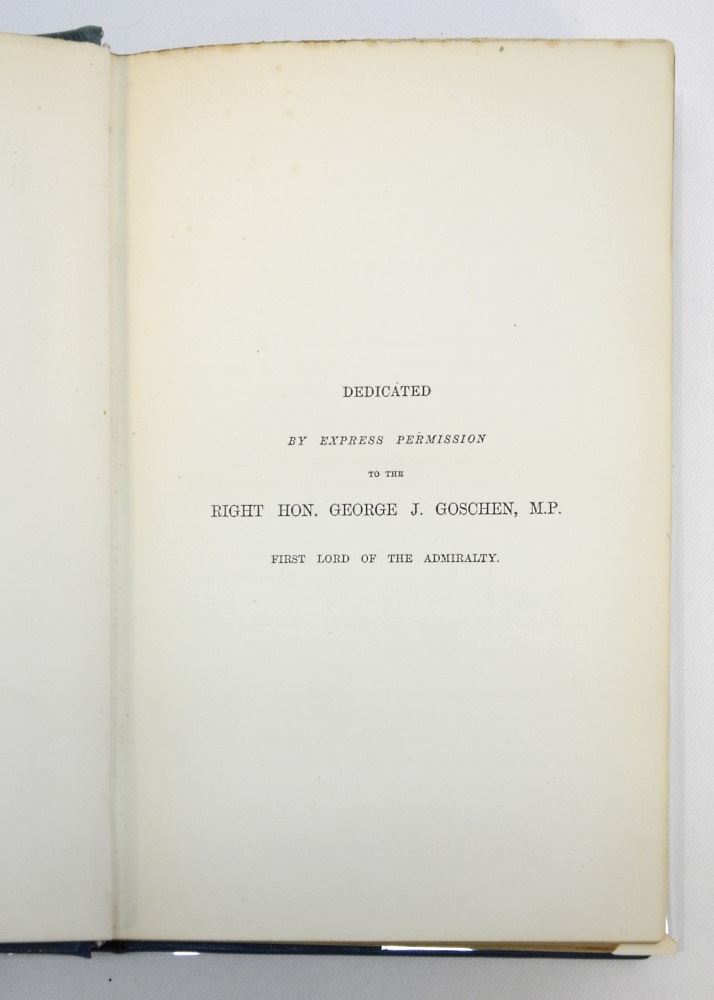 DEDICATED
BY EXPRESS PERMISSION
TO THE
RIGHT HON. GEORGE J. GOSCHEN, M.P.
FIRST LORD OF THE ADMIRALTY.